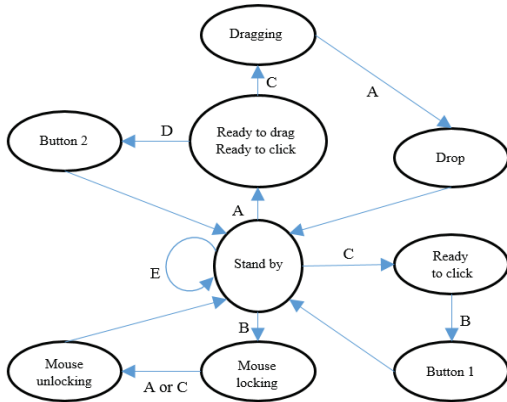 Dragging
C
A
D
Button 2
Ready to drag
Ready to click
Drop
A
E
Stand by
C
Ready
to click
B
B
Mouse
unlocking
A or C
Mouse
locking
Button 1